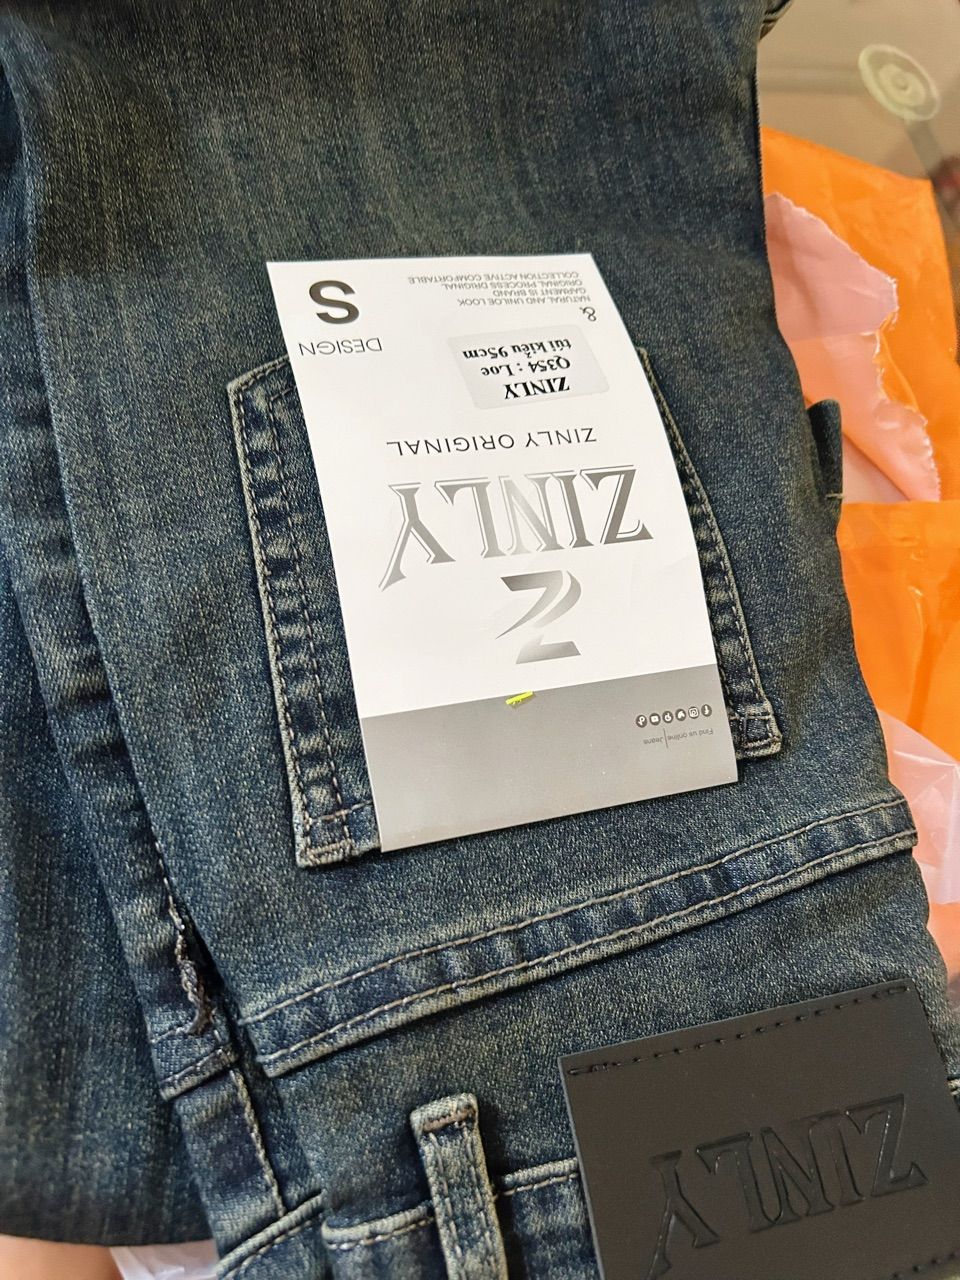 ZINLY
Find us online | Jeans
Z
ZINLY
ZINLY ORIGINAL
ZINLY
Q354 : Loe
túi kiểu 95cm
&
NATURAL AND UNILOE LOOK
GARMENT IS BRAND
ORIGINAL PROCESS DRIGINAL
COLLECTION ACTIVE COMFORTABLE
DESIGN
S